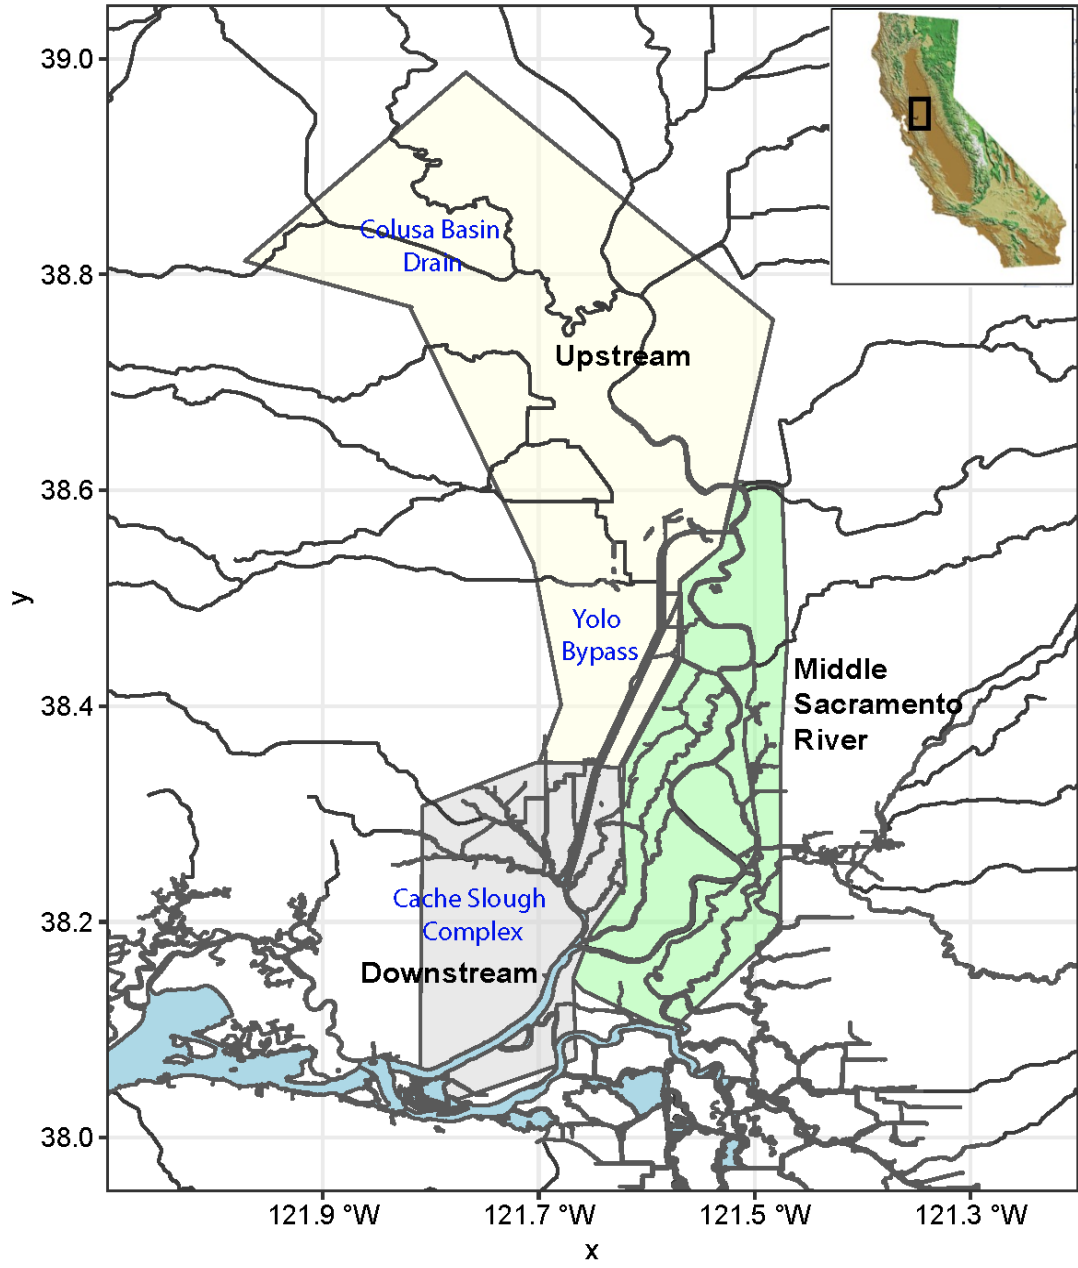 39.0
Colusa Basin
Drain
38.8
Upstream
38.6
Yolo
Bypass
Middle
Sacramento
River
38.4
Cache Slough
Complex
38.2
Downstream
38.0
y
121.9 °W
121.7 °W
121.5 °W
121.3 °W
x